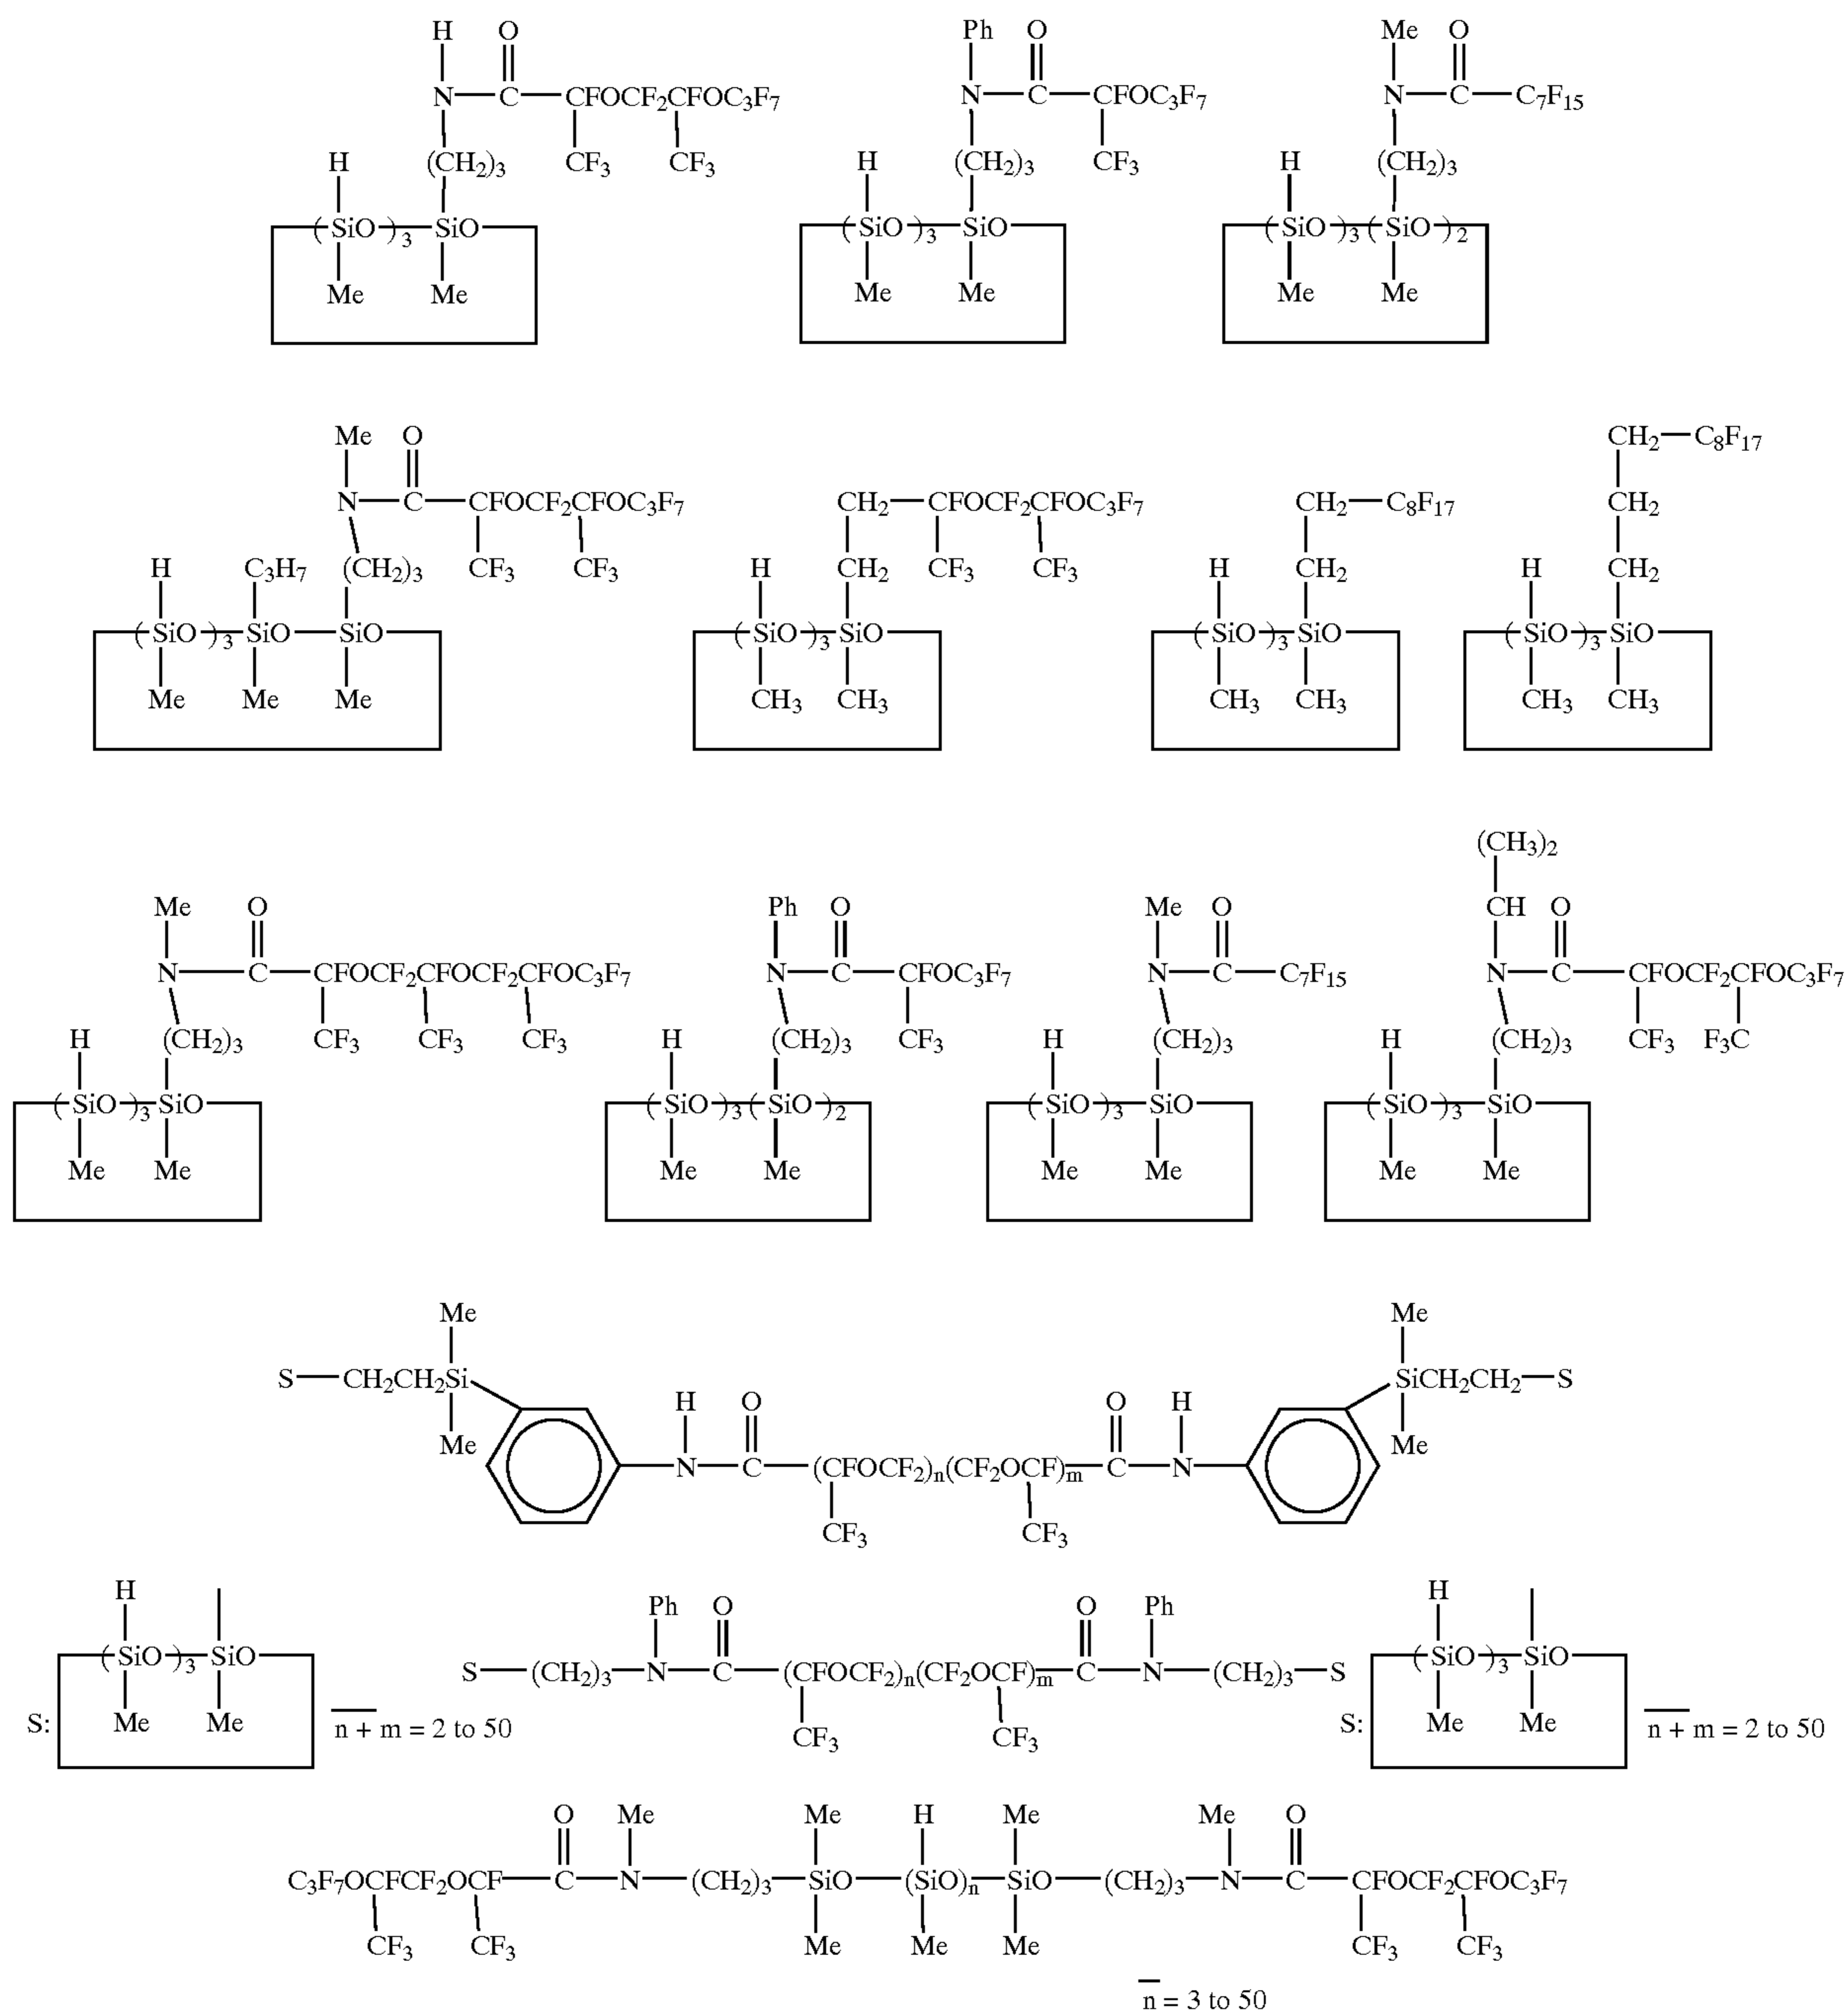 H O Ph O Me O
N C CFOCF2CFOC3F7 N C CFOC3F7 N C C7F15
H (CH2)3 CF3 CF3 H (CH2)3 CF3 H (CH2)3
(SiO)3 SiO (SiO)3 SiO (SiO)3 (SiO)2
Me Me Me Me Me Me
CH2 C8F17
Me O
N C CFOCF2CFOC3F7 CH2 CFOCF2CFOC3F7 CH2 C8F17 CH2
H C3H7 (CH2)3 CF3 CF3 H CH2 CF3 CF3 H CH2 H CH2
(SiO)3 SiO SiO (SiO)3 SiO (SiO)3 SiO (SiO)3 SiO
Me Me Me CH3 CH3 CH3 CH3 CH3 CH3
(CH3)2
Me O Ph O Me O CH O
N C CFOCF2CFOCF2CFOC3F7 N C CFOC3F7 N C C7F15 N C CFOCF2CFOC3F7
H (CH2)3 CF3 CF3 CF3 H (CH2)3 CF3 H (CH2)3 H (CH2)3 CF3 F3C
(SiO)3 SiO (SiO)3 (SiO)2 (SiO)3 SiO (SiO)3 SiO
Me Me Me Me Me Me Me Me
Me Me
S CH2CH2Si SiCH2CH2 S
H O O H
Me Me
N C (CFOCF2)n(CF2OCF)m C N
CF3 CF3
H Ph O O Ph H
(SiO)3 SiO S (CH2)3 N C (CFOCF2)n(CF2OCF)m C N (CH2)3 S (SiO)3 SiO
S: Me Me n + m = 2 to 50 CF3 CF3 S: Me Me n + m = 2 to 50
O Me Me H Me Me O
C3F7OCFCF2OCF C N (CH2)3 SiO (SiO)n SiO (CH2)3 N C CFOCF2CFOC3F7
CF3 CF3 Me Me Me CF3 CF3
n = 3 to 50